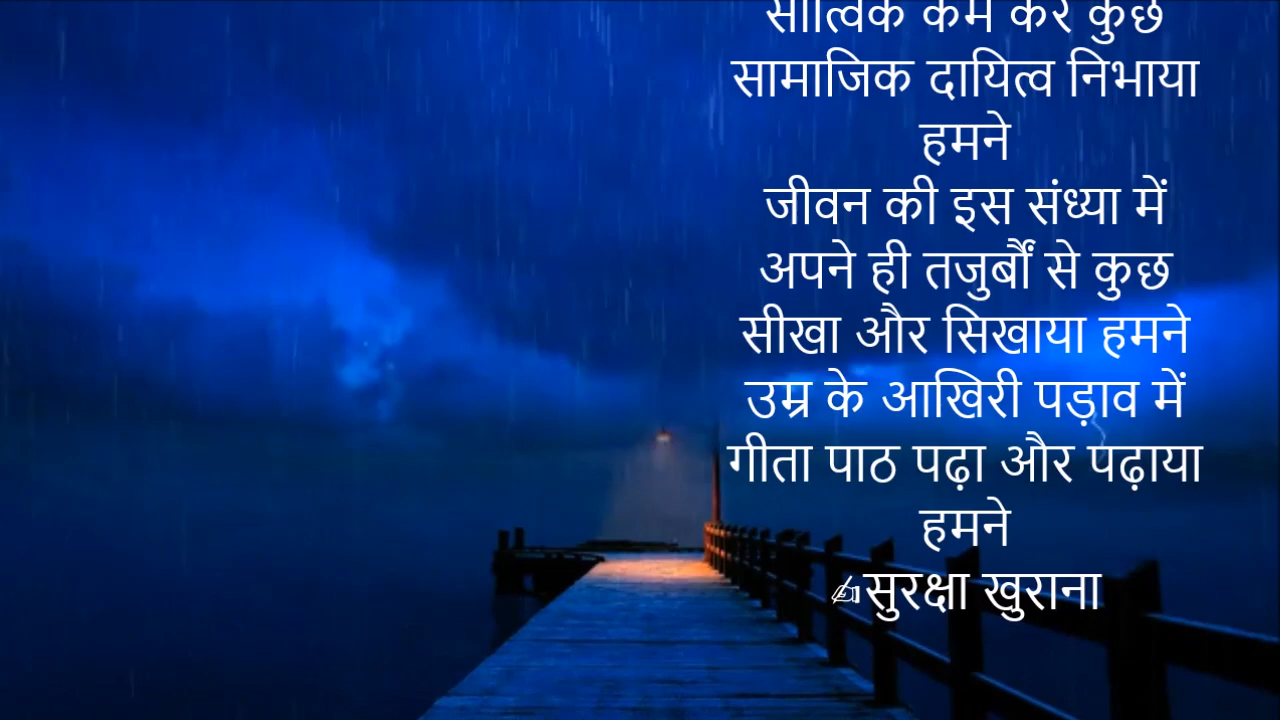 सात्विक कर्म कर कुछ
सामाजिक दायित्व निभाया
हमने
जीवन की इस संध्या में
अपने ही तजुर्बों से कुछ
सीखा और सिखाया हमने
उम्र के आखिरी पड़ाव में
गीता पाठ पढ़ा और पढ़ाया
हमने
✍सुरक्षा खुराना